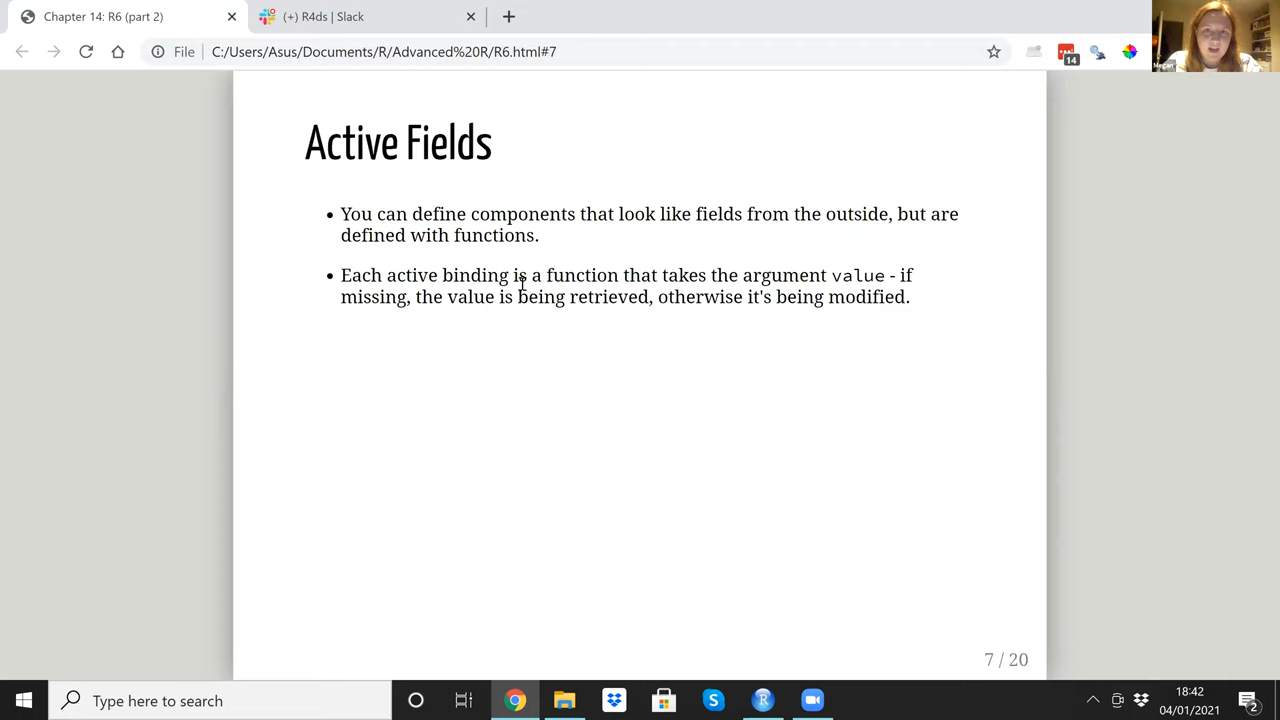 Chapter 14: R6 (part 2)
(+) R4ds | Slack
File
C:/Users/Asus/Documents/R/Advanced%20R/R6.html#7
14
Megan
Active Fields
• You can define components that look like fields from the outside, but are
defined with functions.
• Each active binding is a function that takes the argument value - if
missing, the value is being retrieved, otherwise it's being modified.
7 / 20
Type here to search
18:42
04/01/2021
2